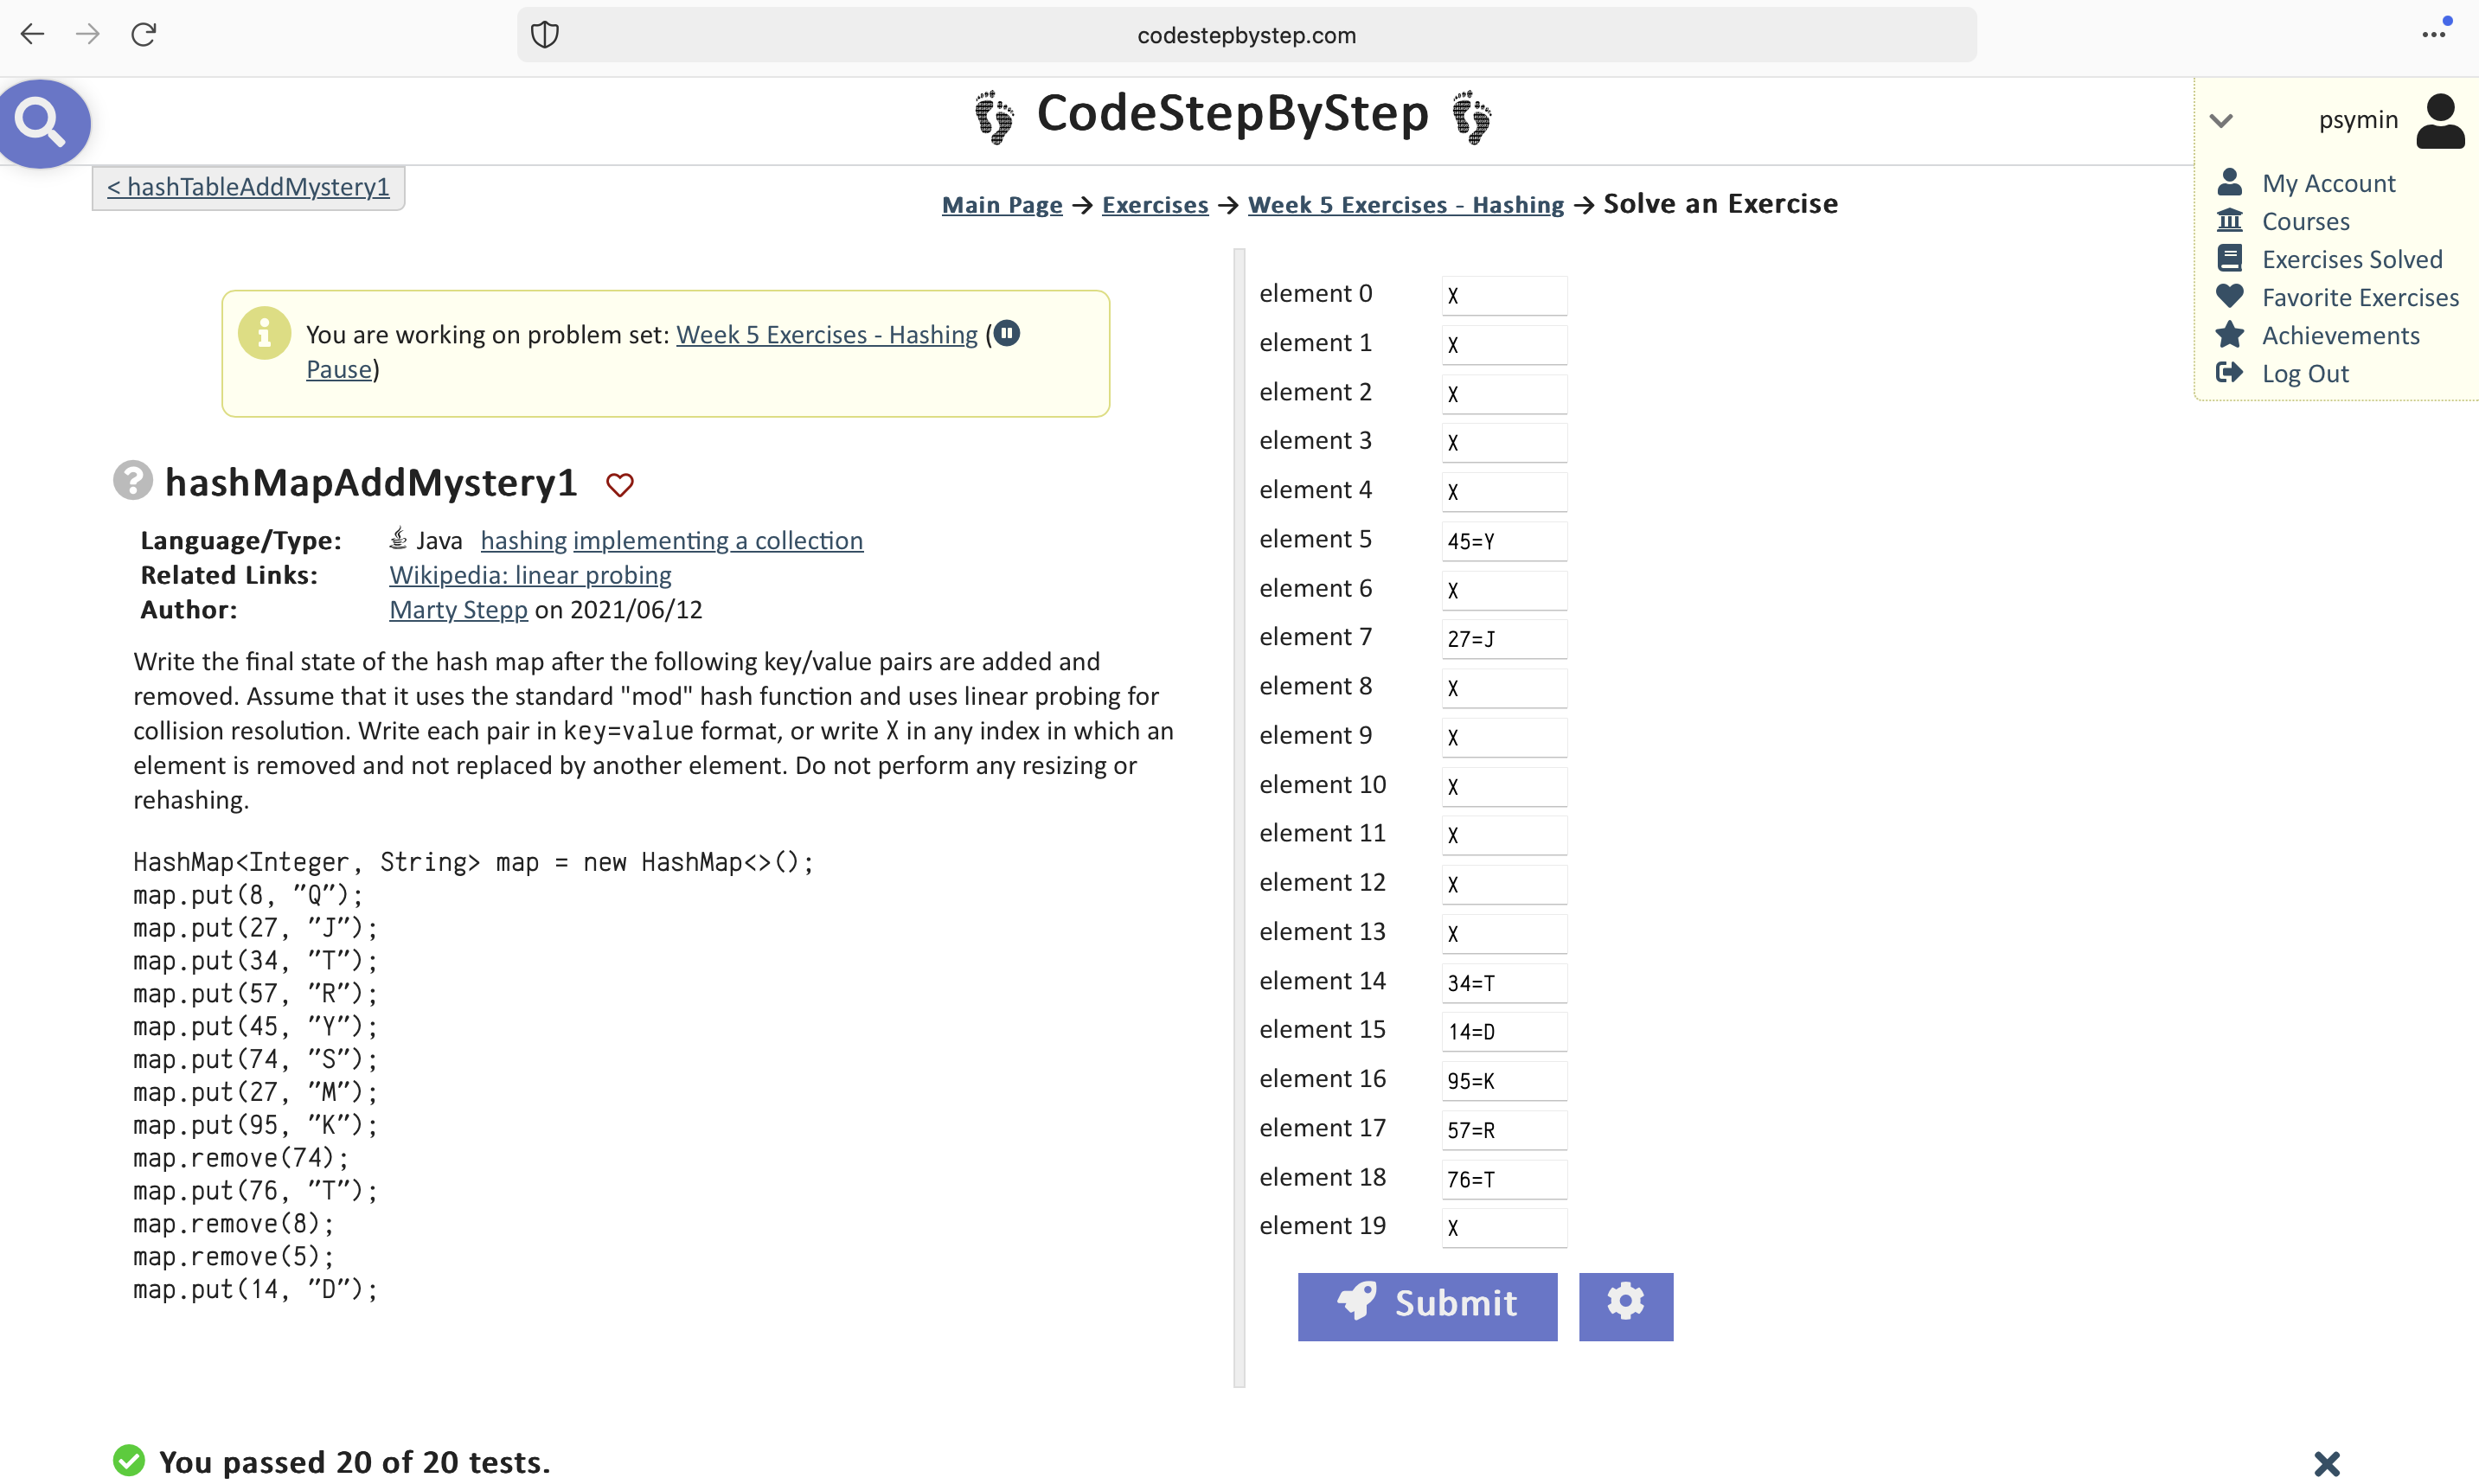 codestepbystep.com
CodeStepByStep
psymin
My Account
Courses
Exercises Solved
Favorite Exercises
Achievements
Log Out
< hashTableAddMystery1
Main Page → Exercises → Week 5 Exercises - Hashing → Solve an Exercise
You are working on problem set: Week 5 Exercises - Hashing (
Pause)
hashMapAddMystery1
Language/Type: Java hashing implementing a collection
Related Links: Wikipedia: linear probing
Author: Marty Stepp on 2021/06/12
Write the final state of the hash map after the following key/value pairs are added and
removed. Assume that it uses the standard "mod" hash function and uses linear probing for
collision resolution. Write each pair in key=value format, or write X in any index in which an
element is removed and not replaced by another element. Do not perform any resizing or
rehashing.
HashMap<Integer, String> map = new HashMap<>();
map.put(8, "Q");
map.put(27, "J");
map.put(34, "T");
map.put(57, "R");
map.put(45, "Y");
map.put(74, "S");
map.put(27, "M");
map.put(95, "K");
map.remove(74);
map.put(76, "T");
map.remove(8);
map.remove(5);
map.put(14, "D");
element 0 X
element 1 X
element 2 X
element 3 X
element 4 X
element 5 45=Y
element 6 X
element 7 27=J
element 8 X
element 9 X
element 10 X
element 11 X
element 12 X
element 13 X
element 14 34=T
element 15 14=D
element 16 95=K
element 17 57=R
element 18 76=T
element 19 X
Submit
You passed 20 of 20 tests.